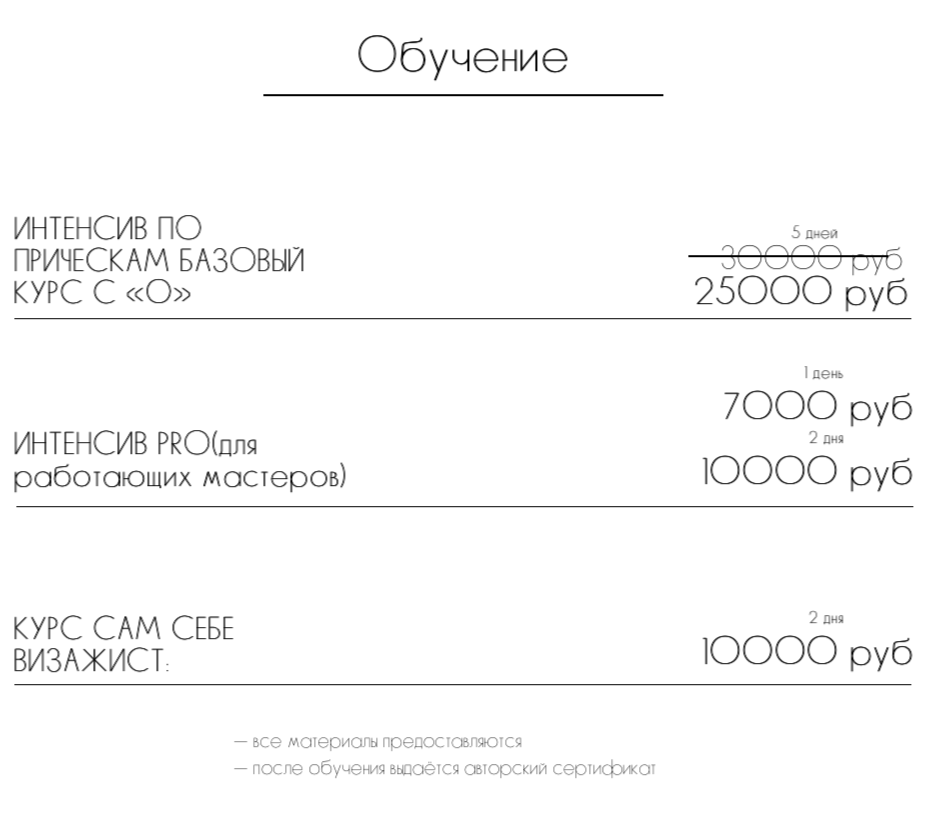 Обучение
ИНТЕНСИВ ПО
ПРИЧЕСКАМ БАЗОВЫЙ
КУРС С «О»
5 дней
30000 руб
25000 руб
1 день
7000 руб
ИНТЕНСИВ PRO(для
работающих мастеров)
2 дня
10000 руб
КУРС САМ СЕБЕ
ВИЗАЖИСТ:
2 дня
10000 руб
— все материалы предоставляются
— после обучения выдаётся авторский сертификат